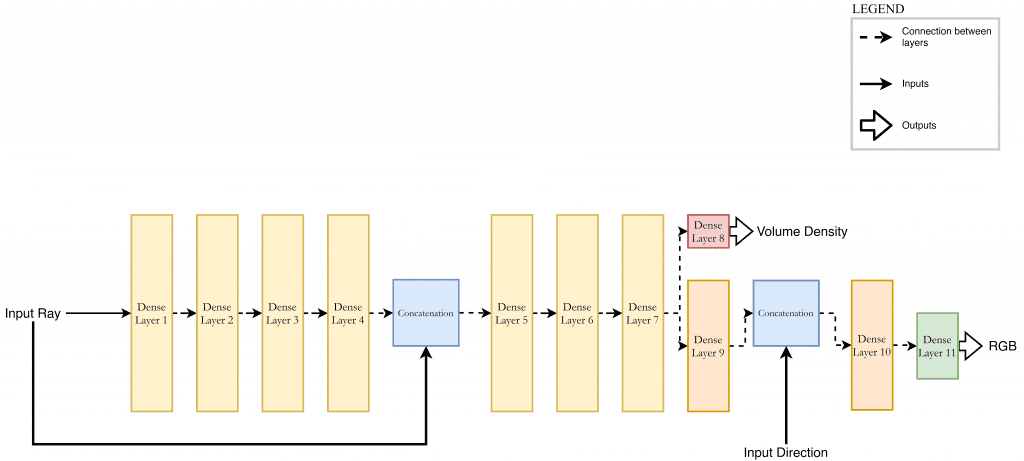 LEGEND
Connection between
layers
Inputs
Outputs
Input Ray
Dense
Layer 1
Dense
Layer 2
Dense
Layer 3
Dense
Layer 4
Concatenation
Dense
Layer 5
Dense
Layer 6
Dense
Layer 7
Dense
Layer 8
Volume Density
Dense
Layer 9
Concatenation
Input Direction
Dense
Layer 10
Dense
Layer 11
RGB